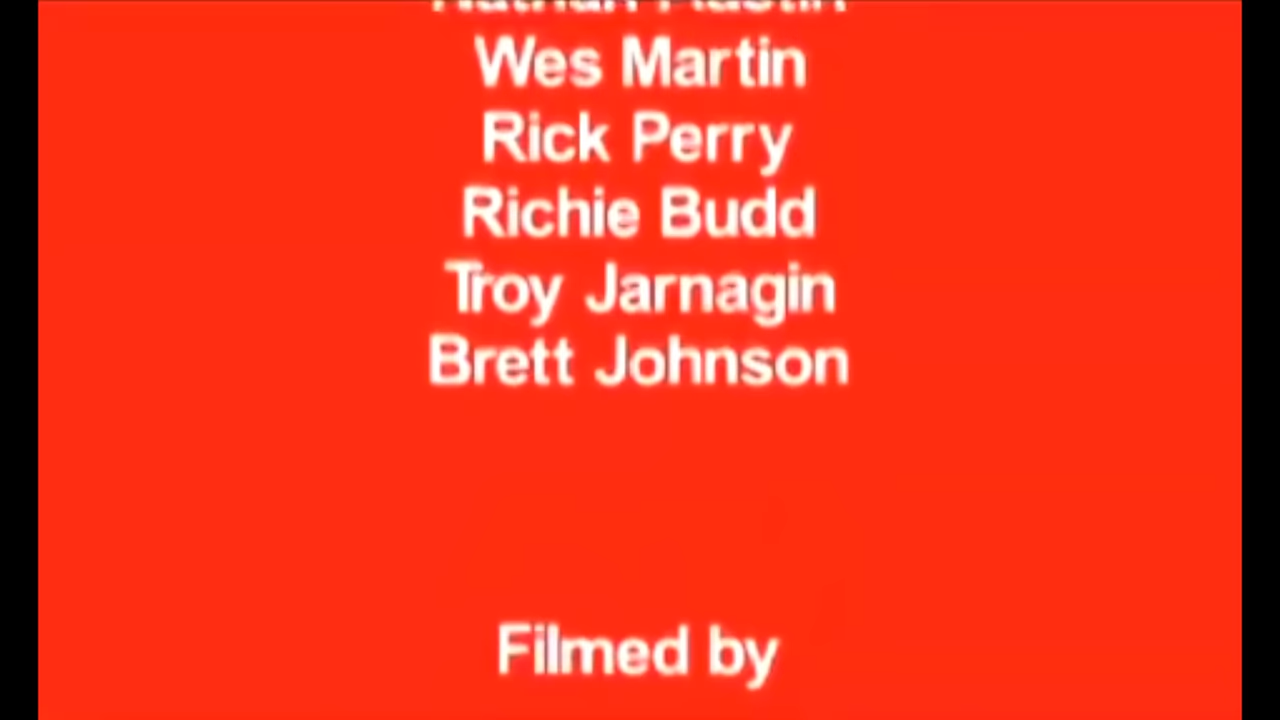 Wes Martin
Rick Perry
Richie Budd
Troy Jarnagin
Brett Johnson
Filmed by